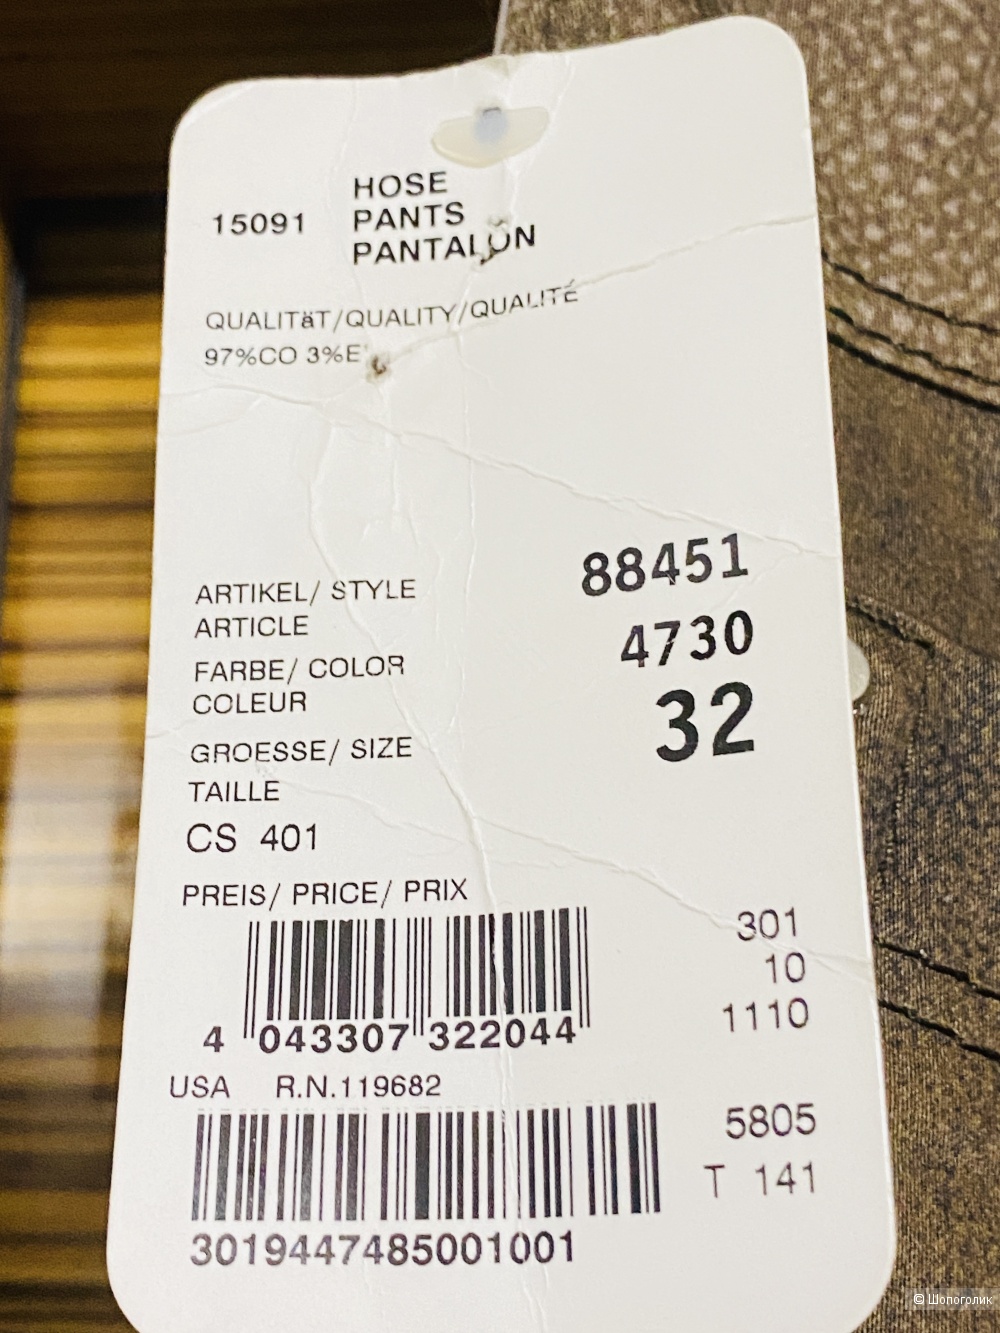 HOSE
15091 PANTS
PANTALON
QUALITäT/QUALITY/QUALITÉ
97%CO 3%E
ARTIKEL/ STYLE 88451
ARTICLE
FARBE/ COLOR 4730
COLEUR
GROESSE/ SIZE 32
TAILLE
CS 401
PREIS/ PRICE/ PRIX
301
10
1110
4 043307 322044
USA R.N.119682
5805
T 141
3019447485001001
© Шопоголик